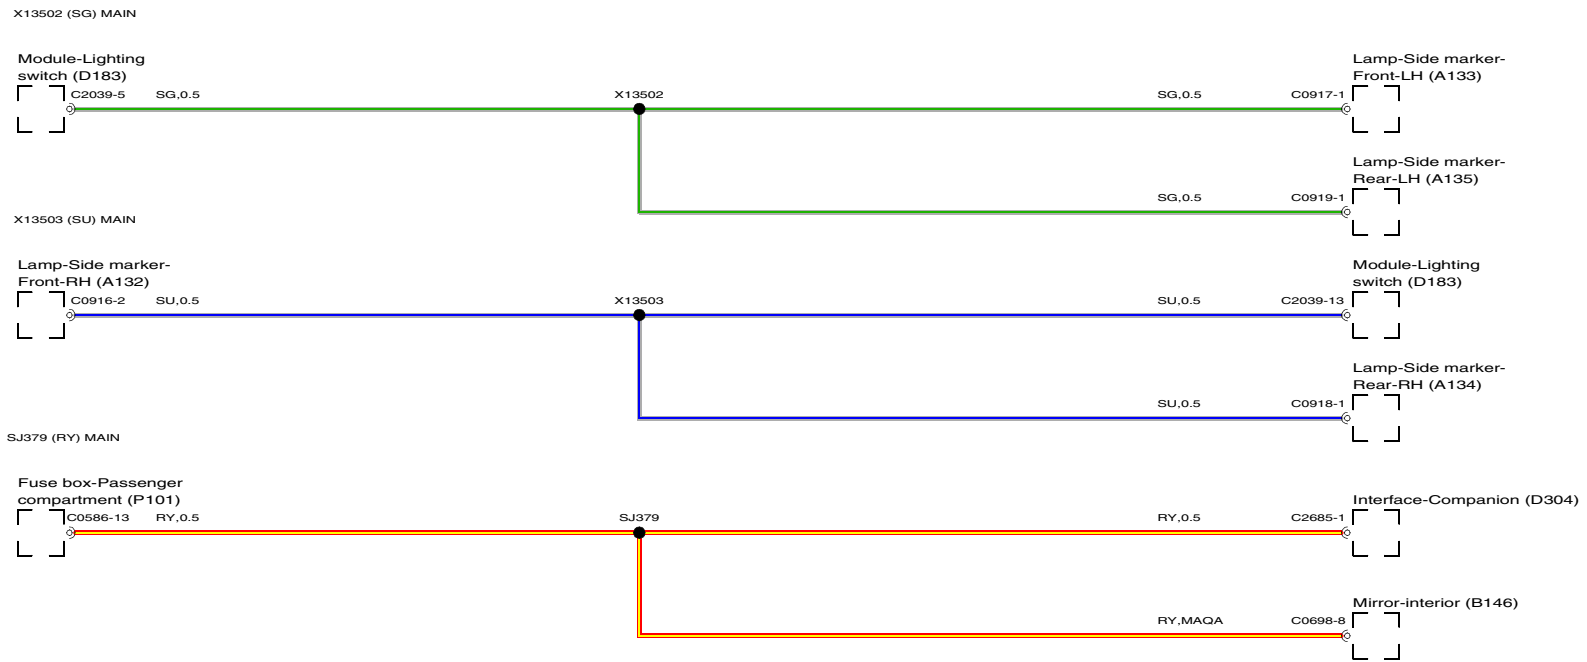 X13502 (SG) MAIN
Module-Lighting
switch (D183)
C2039-5 SG,0.5 X13502 SG,0.5 C0917-1
Lamp-Side marker-
Front-LH (A133)
Lamp-Side marker-
Rear-LH (A135)
SG,0.5 C0919-1
X13503 (SU) MAIN
Lamp-Side marker-
Front-RH (A132)
C0916-2 SU,0.5 X13503 SU,0.5 C2039-13
Module-Lighting
switch (D183)
Lamp-Side marker-
Rear-RH (A134)
SU,0.5 C0918-1
SJ379 (RY) MAIN
Fuse box-Passenger
compartment (P101)
C0586-13 RY,0.5 SJ379 RY,0.5 C2685-1
Interface-Companion (D304)
Mirror-interior (B146)
RY,MAQA C0698-8